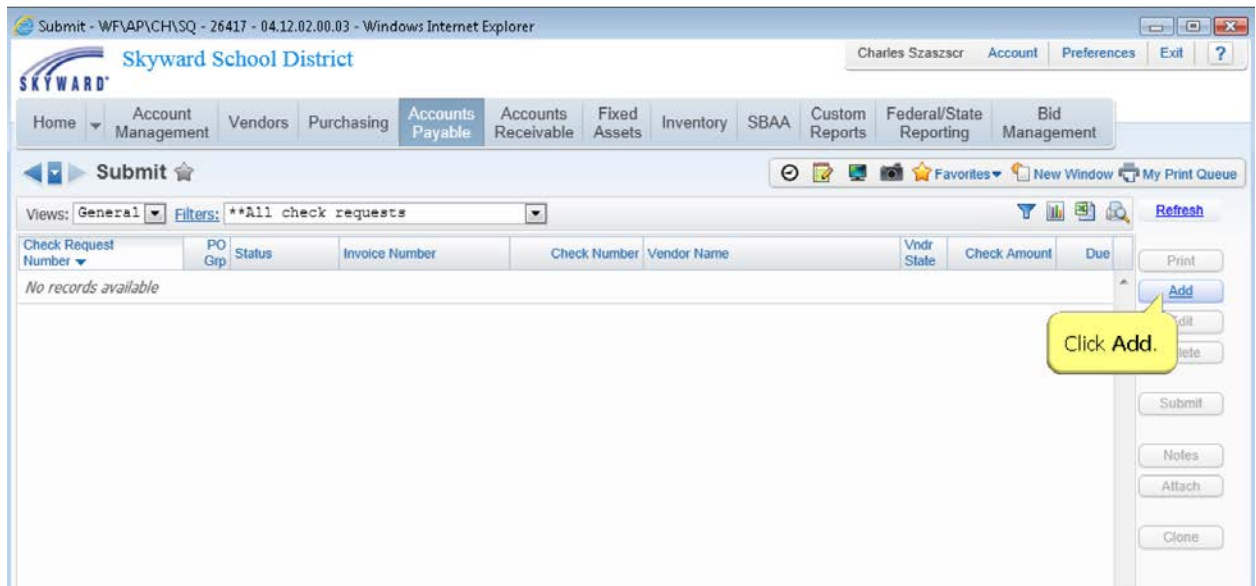 Submit - WF\AP\CH\SQ - 26417 - 04.12.02.00.03 - Windows Internet Explorer
SKYWARD
Skyward School District
Charles Szaszscr Account Preferences Exit ?
Home Account Management Vendors Purchasing Accounts Payable Accounts Receivable Fixed Assets Inventory SBAA Custom Reports Federal/State Reporting Bid Management
Submit
Favorites New Window My Print Queue
Views: General Filters: **All check requests
Refresh
Check Request Number PO Grp Status Invoice Number Check Number Vendor Name Vndr State Check Amount Due
No records available
Print
Add
Click Add.
Submit
Notes
Attach
Clone